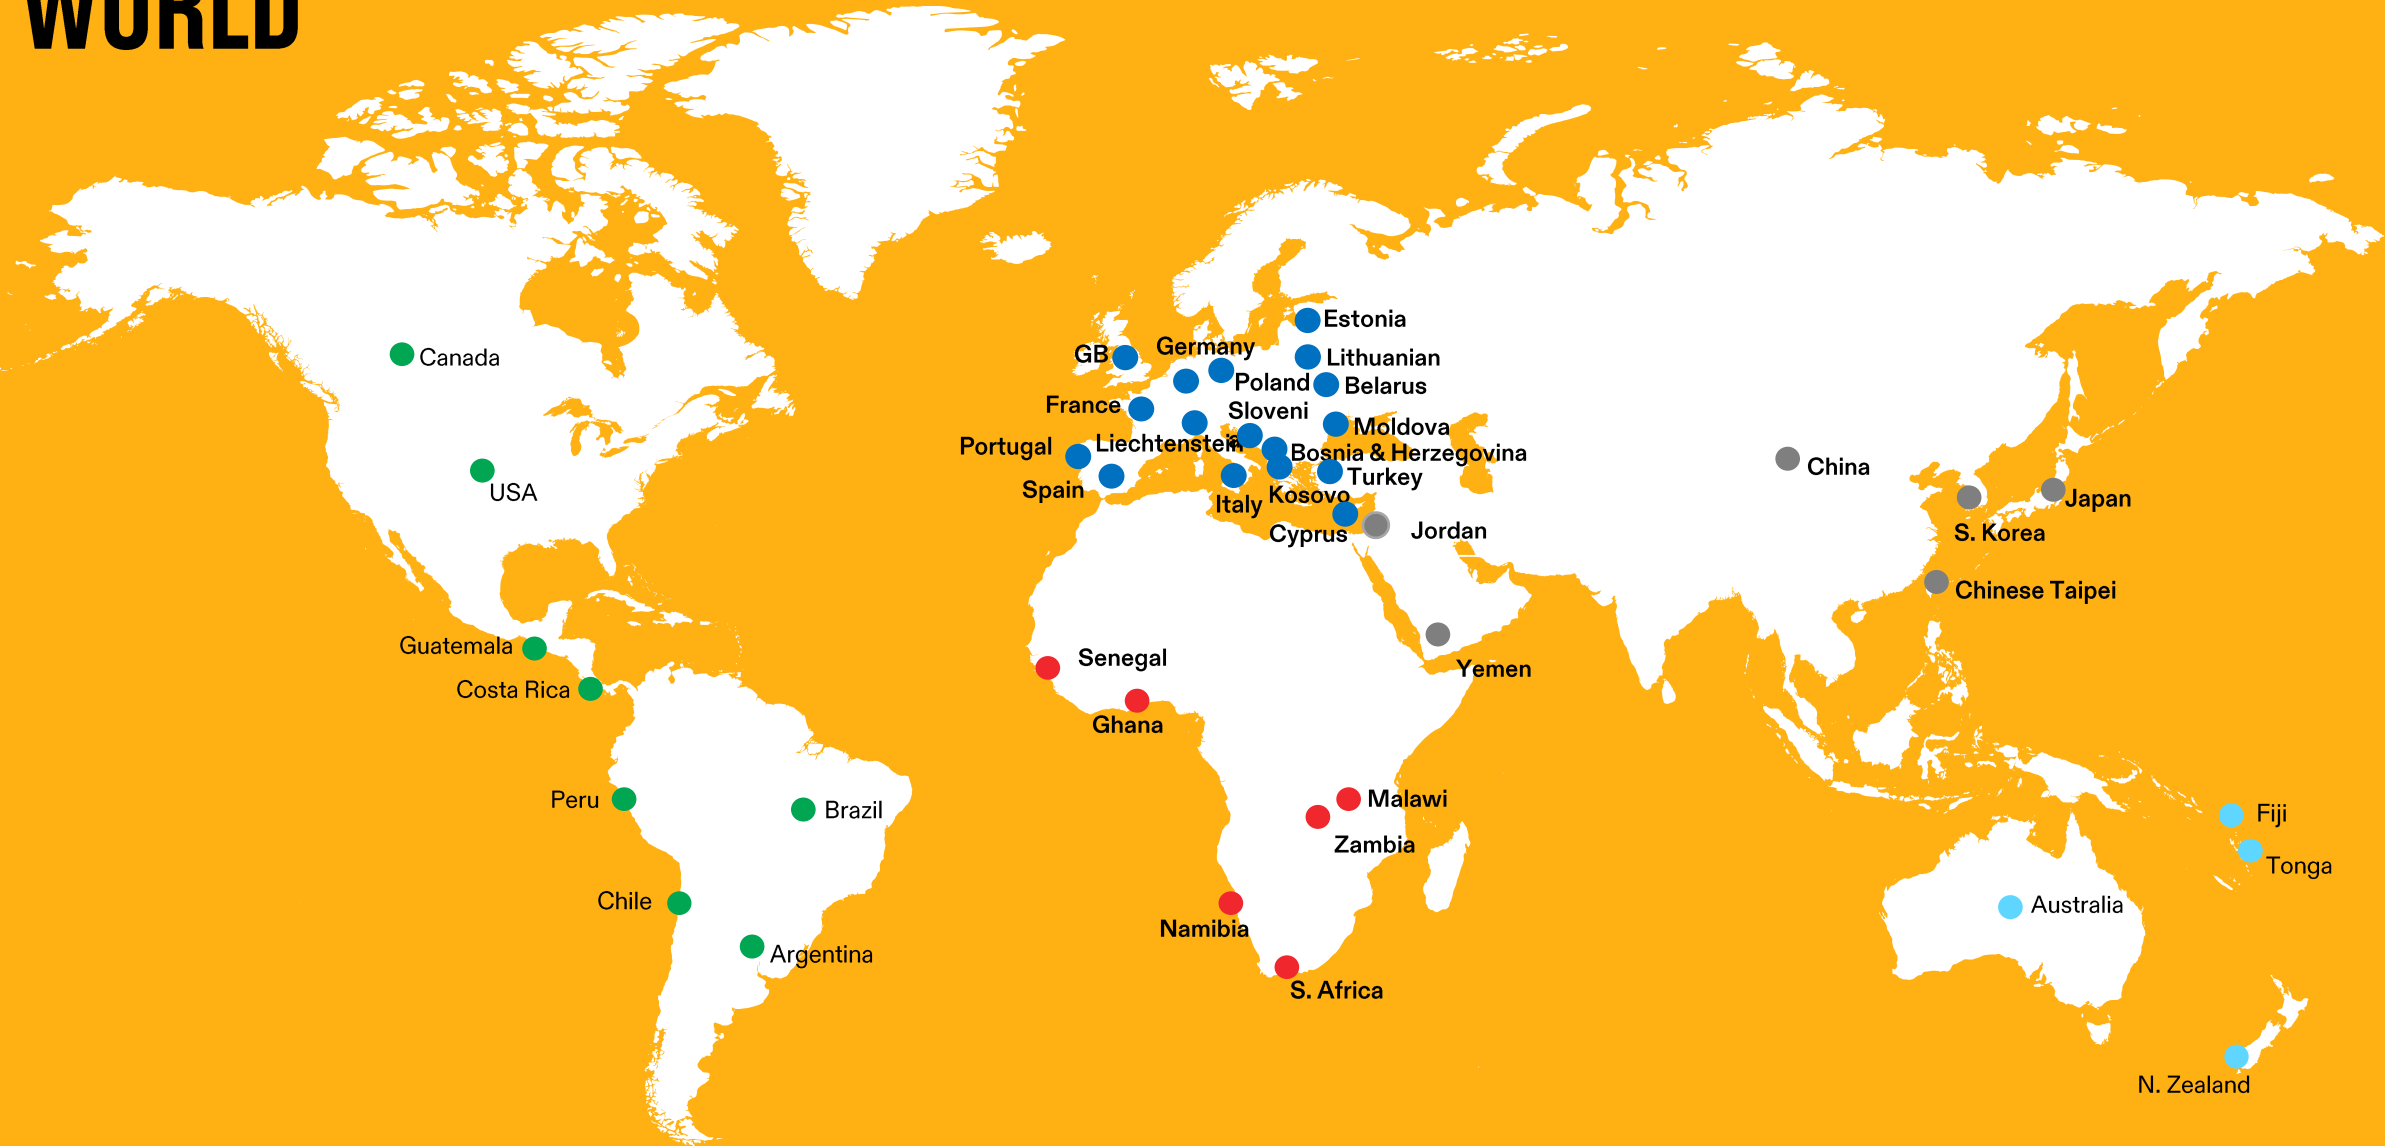 WORLD
Estonia
Germany
GB
Canada
Lithuanian
Poland
Belarus
France
Sloveni
a
Moldova
Portugal
Liechtenstein
Bosnia & Herzegovina
China
Turkey
Spain
USA
Kosovo
Italy
Japan
Cyprus
Jordan
S. Korea
Chinese Taipei
Guatemala
Senegal
Yemen
Costa Rica
Ghana
Peru
Malawi
Brazil
Fiji
Zambia
Tonga
Chile
Australia
Namibia
Argentina
S. Africa
N. Zealand